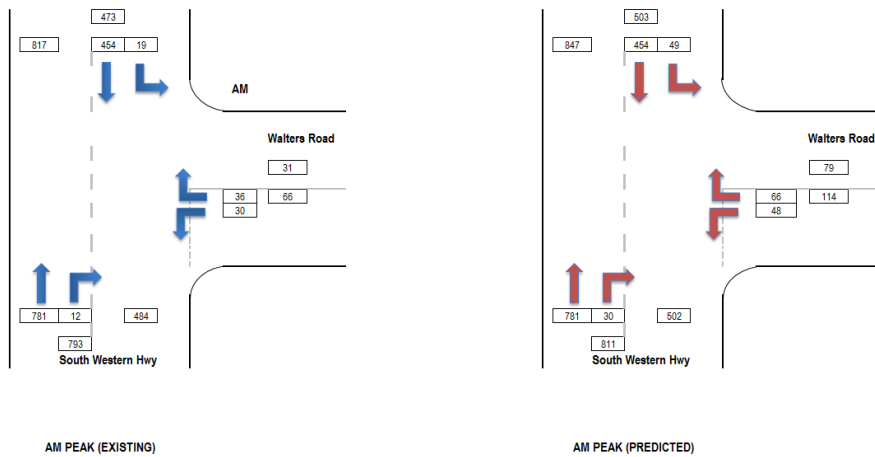 473
817 454 19
AM
Walters Road
31
36 66
30
781 12 484
793
South Western Hwy
AM PEAK (EXISTING)
503
847 454 49
Walters Road
79
66 114
48
781 30 502
811
South Western Hwy
AM PEAK (PREDICTED)